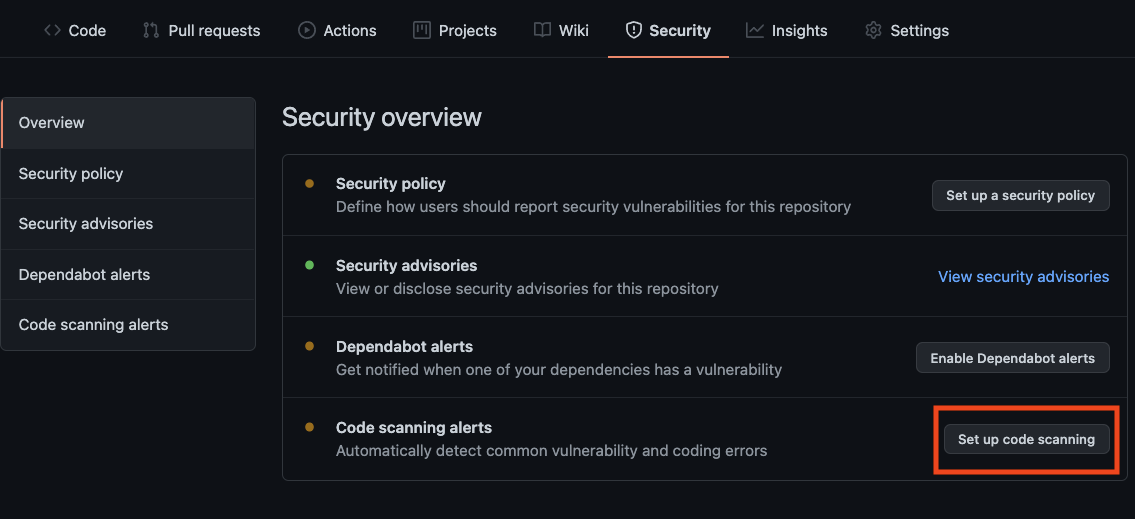 Code Pull requests Actions Projects Wiki Security Insights Settings
Overview
Security policy
Security advisories
Dependabot alerts
Code scanning alerts
Security overview
Security policy
Define how users should report security vulnerabilities for this repository
Set up a security policy
Security advisories
View or disclose security advisories for this repository
View security advisories
Dependabot alerts
Get notified when one of your dependencies has a vulnerability
Enable Dependabot alerts
Code scanning alerts
Automatically detect common vulnerability and coding errors
Set up code scanning